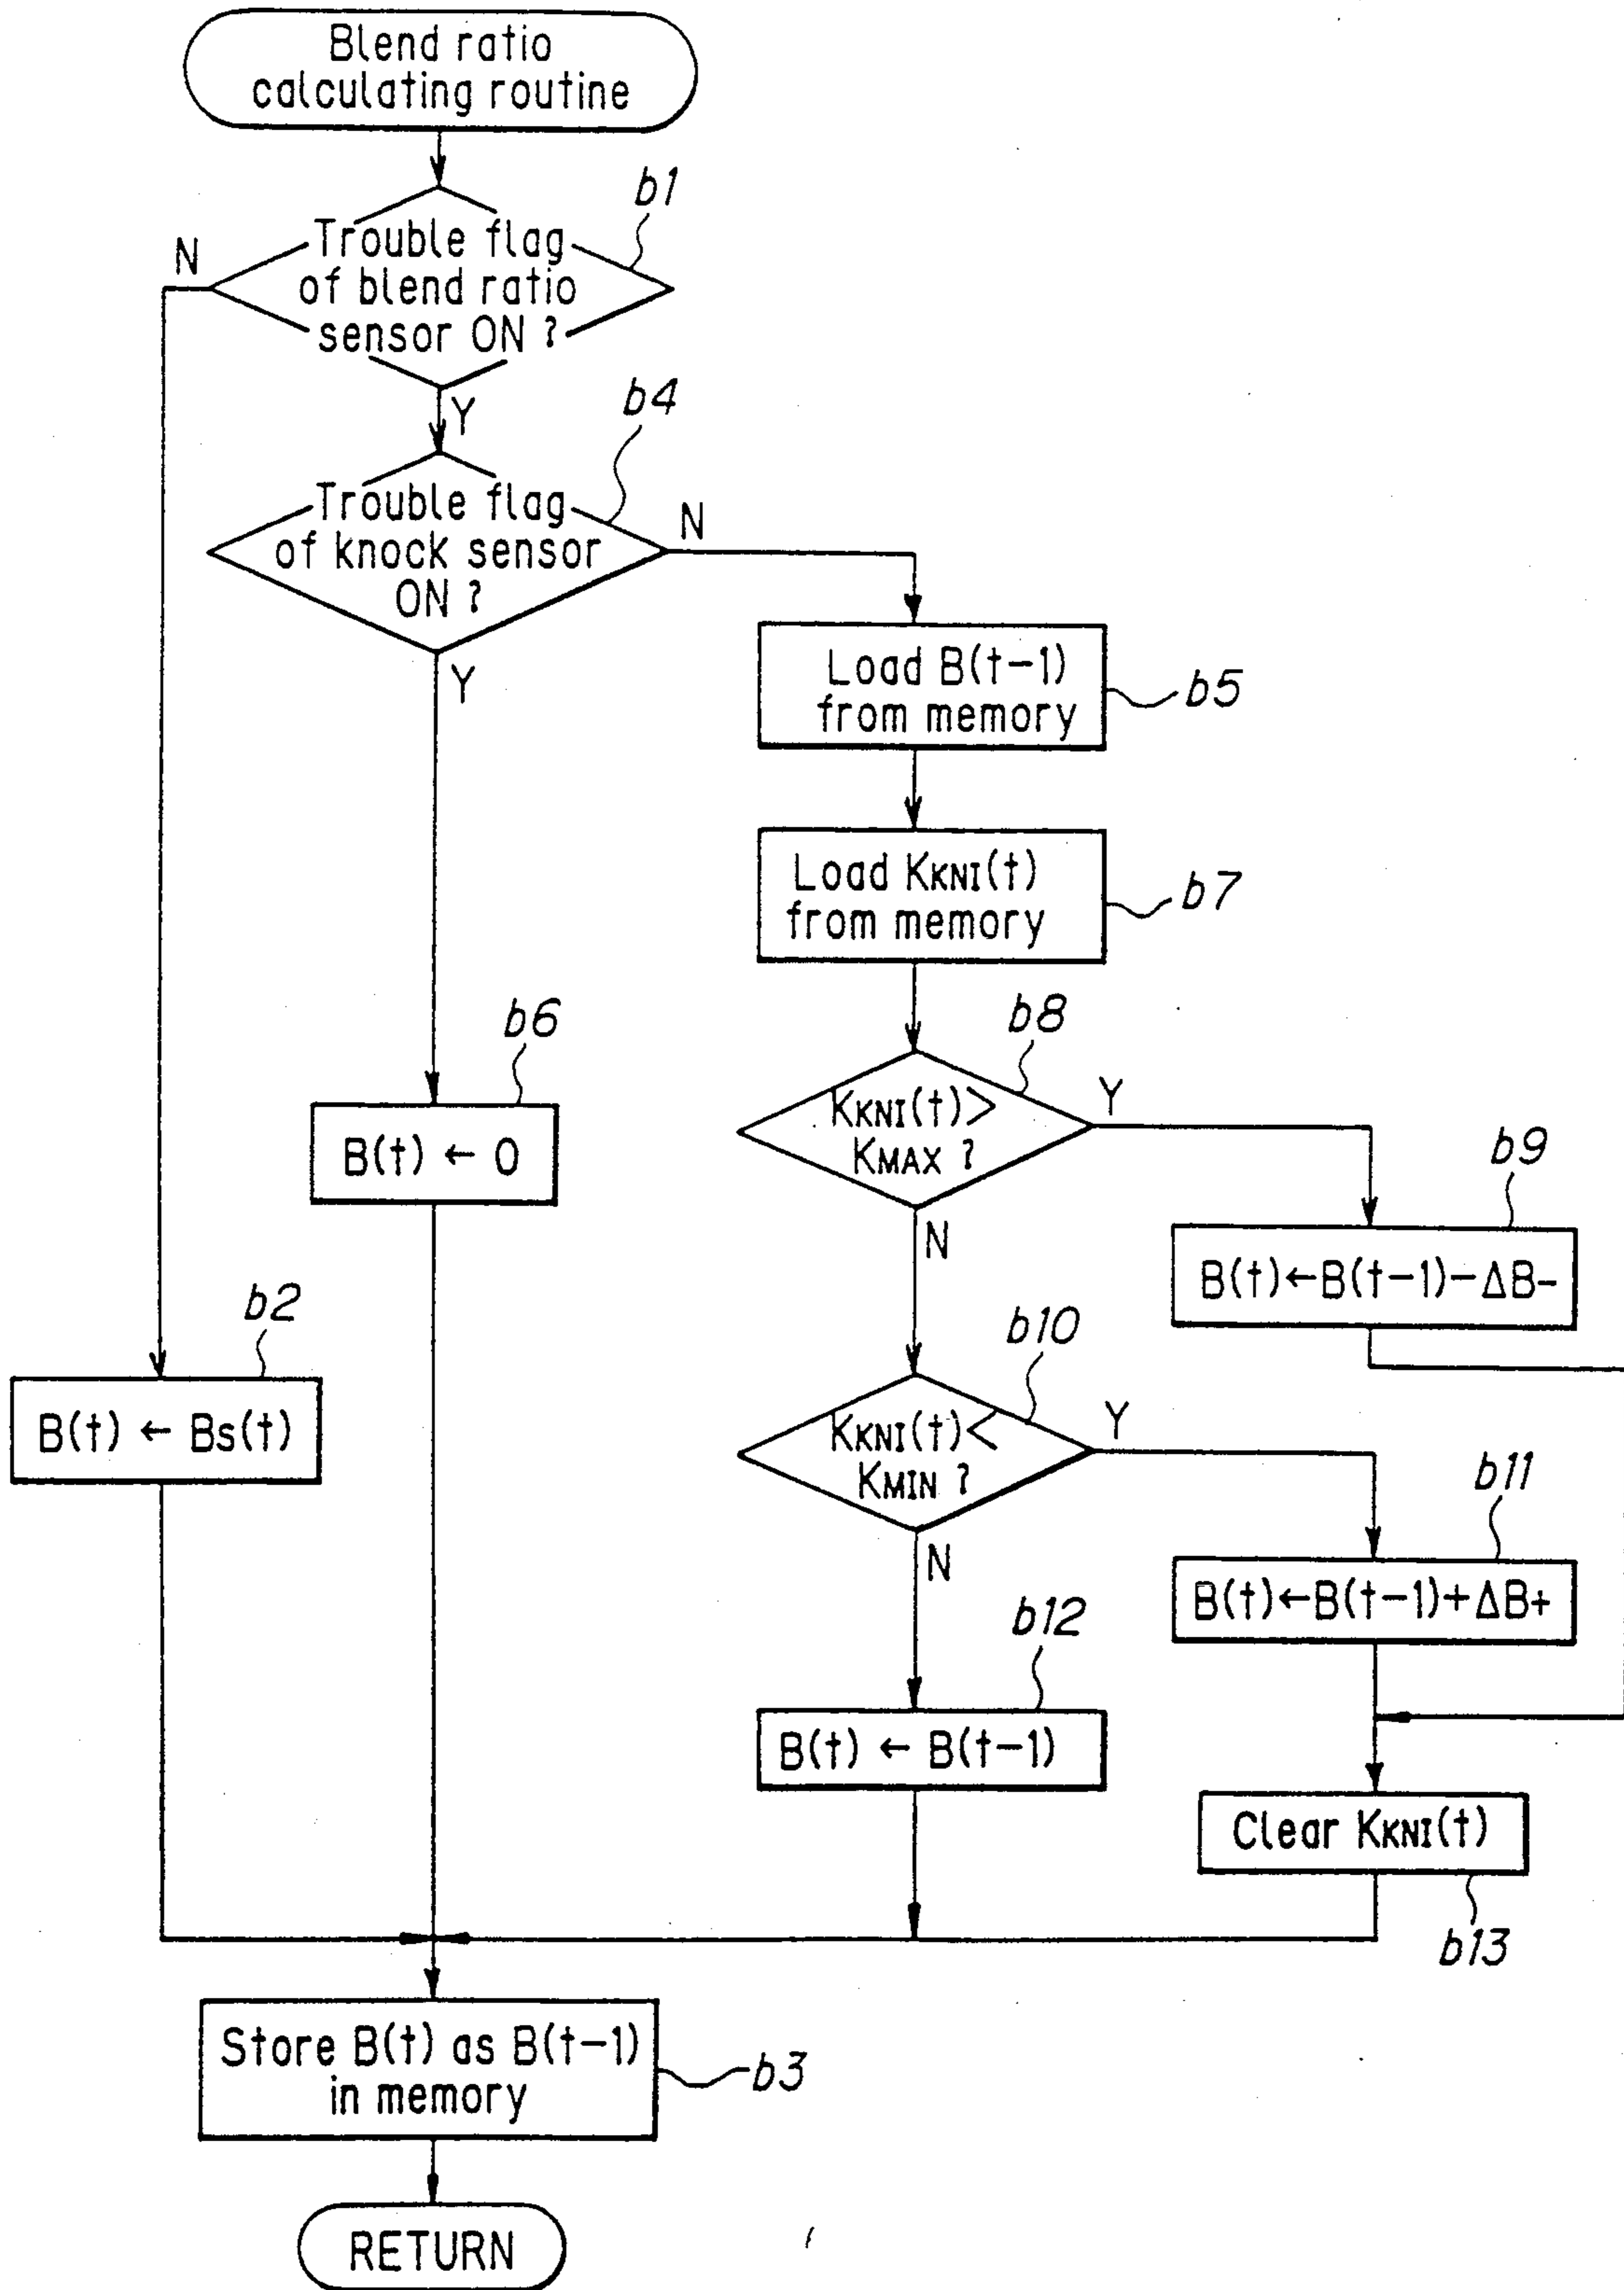 Blend ratio
calculating routine
b1
N
Trouble flag
of blend ratio
sensor ON ?
Y
b4
Trouble flag
of knock sensor
ON ?
N
Y
Load B(t-1)
from memory
b5
Load KKNI(t)
from memory
b7
b6
B(t) ← 0
b8
KKNI(t)>
KMAX ?
Y
N
b9
B(t)←B(t-1)-ΔB-
b2
B(t) ← Bs(t)
b10
KKNI(t)<
KMIN ?
Y
N
b11
B(t)←B(t-1)+ΔB+
b12
B(t) ← B(t-1)
Clear KKNI(t)
b13
Store B(t) as B(t-1)
in memory
b3
RETURN